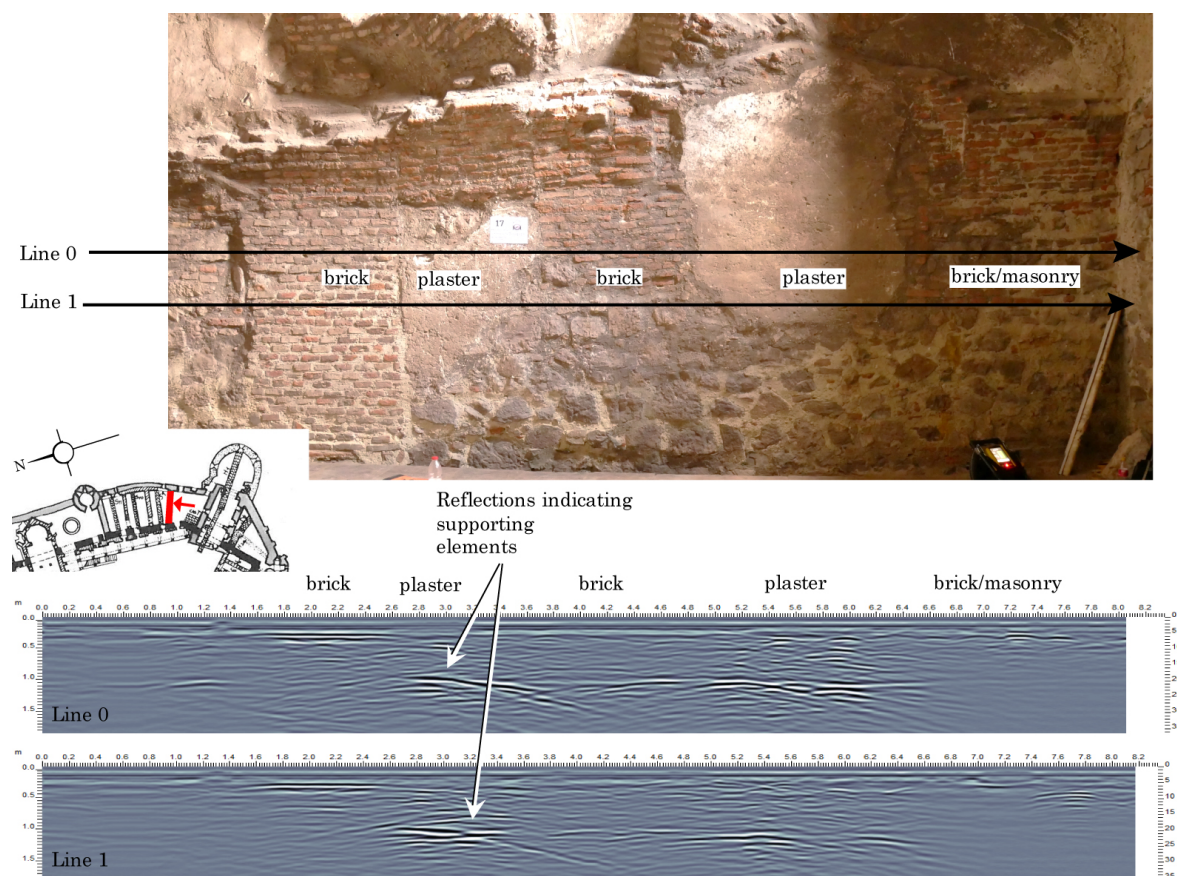 17
Line 0
brick
plaster
brick
plaster
brick/masonry
Line 1
N
Reflections indicating
supporting
elements
brick
plaster
brick
plaster
brick/masonry
m
0.0 0.2 0.4 0.6 0.8 1.0 1.2 1.4 1.6 1.8 2.0 2.2 2.4 2.6 2.8 3.0 3.2 3.4 3.6 3.8 4.0 4.2 4.4 4.6 4.8 5.0 5.2 5.4 5.6 5.8 6.0 6.2 6.4 6.6 6.8 7.0 7.2 7.4 7.6 7.8 8.0 8.2
0.0
0.5
1.0
1.5
Line 0
m
0.0 0.2 0.4 0.6 0.8 1.0 1.2 1.4 1.6 1.8 2.0 2.2 2.4 2.6 2.8 3.0 3.2 3.4 3.6 3.8 4.0 4.2 4.4 4.6 4.8 5.0 5.2 5.4 5.6 5.8 6.0 6.2 6.4 6.6 6.8 7.0 7.2 7.4 7.6 7.8 8.0 8.2
0.0 0
0.5 5
10
15
1.0 20
25
1.5 30
35
Line 1